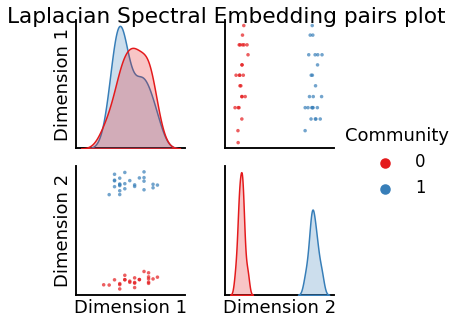 Laplacian Spectral Embedding pairs plot
Dimension 1
Community
0
1
Dimension 2
Dimension 1
Dimension 2